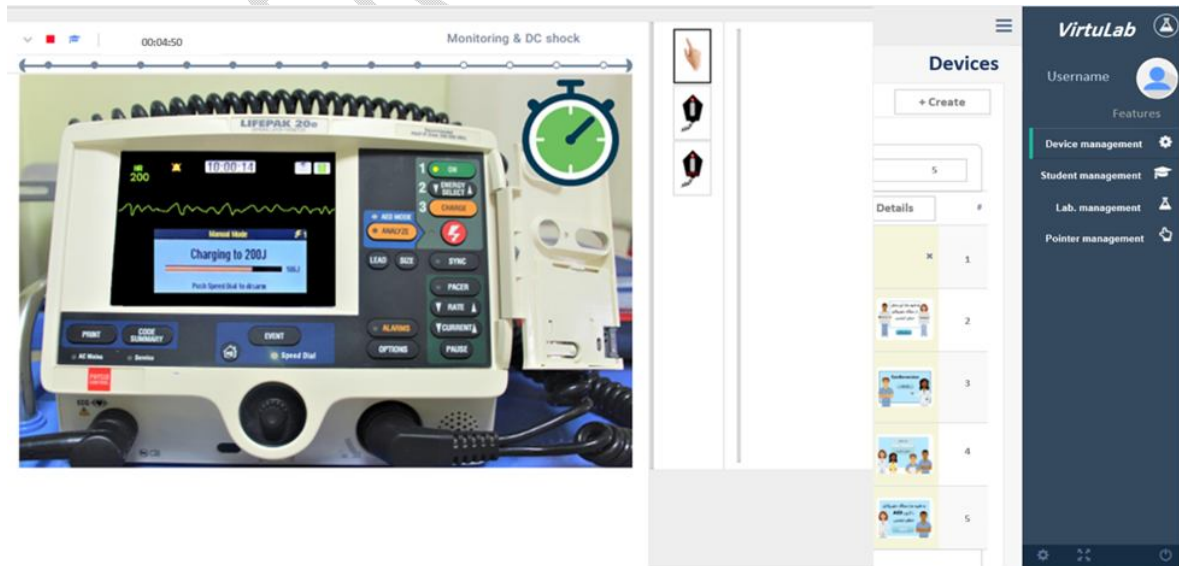 00:04:50
Monitoring & DC shock
LIFEPAK 20e
HR
200
10:00:14
Manual Mode
Charging to 200J
Push Speed Dial to disarm
1 ON
2 ENERGY SELECT
3 CHARGE
AED MODE
ANALYZE
LEAD SIZE SYNC
PACER
RATE
CURRENT
PAUSE
ALARMS
OPTIONS
PRINT
CODE SUMMARY
EVENT
AC Mains
Service
Speed Dial
Devices
+ Create
5
Details #
1
2
3
4
5
VirtuLab
Username
Features
Device management
Student management
Lab. management
Pointer management